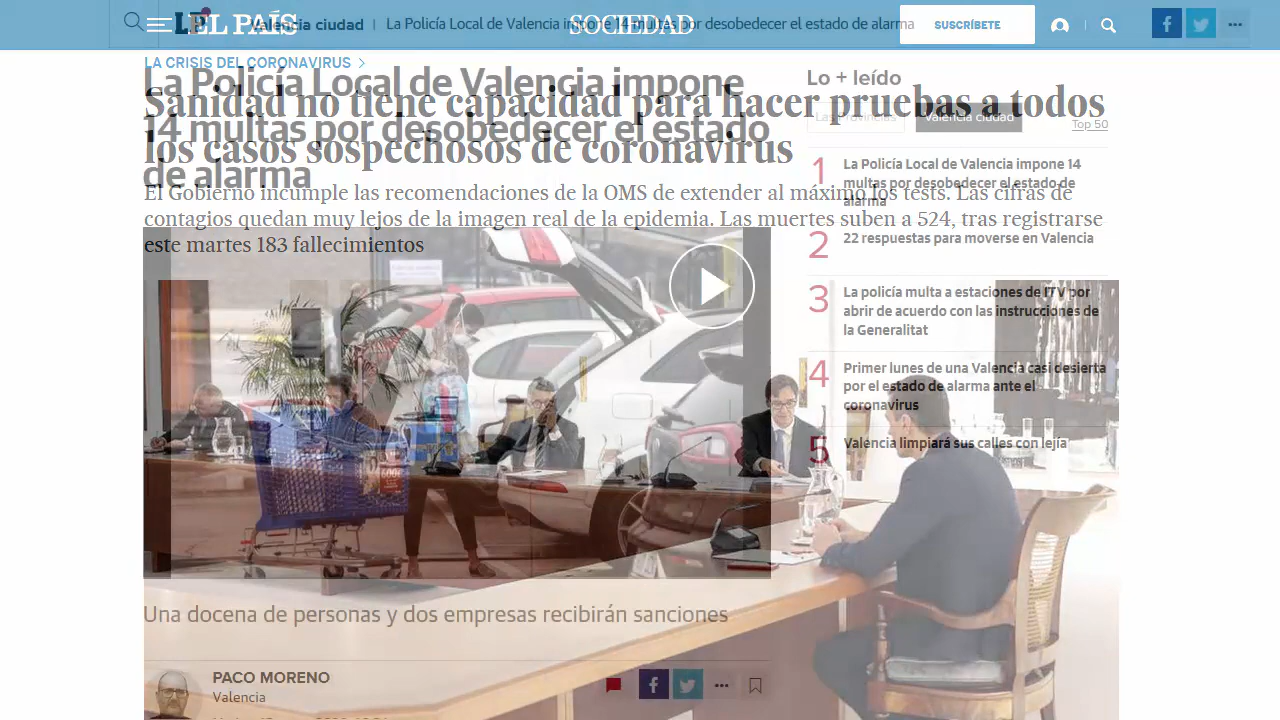 EL PAÍS
SOCIEDAD
Valencia ciudad | La Policía Local de Valencia impone 14 multas por desobedecer el estado de alarma
SUSCRÍBETE
LA CRISIS DEL CORONAVIRUS >
La Policía Local de Valencia impone
14 multas por desobedecer el estado
de alarma
Sanidad no tiene capacidad para hacer pruebas a todos
los casos sospechosos de coronavirus
El Gobierno incumple las recomendaciones de la OMS de extender al máximo los tests. Las cifras de
contagios quedan muy lejos de la imagen real de la epidemia. Las muertes suben a 524, tras registrarse
este martes 183 fallecimientos
Lo + leído
Las Provincias
Valencia ciudad
Top 50
1 La Policía Local de Valencia impone 14
multas por desobedecer el estado de
alarma
2 22 respuestas para moverse en Valencia
3 La policía multa a estaciones de ITV por
abrir de acuerdo con las instrucciones de
la Generalitat
4 Primer lunes de una Valencia casi desierta
por el estado de alarma ante el
coronavirus
5 Valencia limpiará sus calles con lejía
Una docena de personas y dos empresas recibirán sanciones
PACO MORENO
Valencia